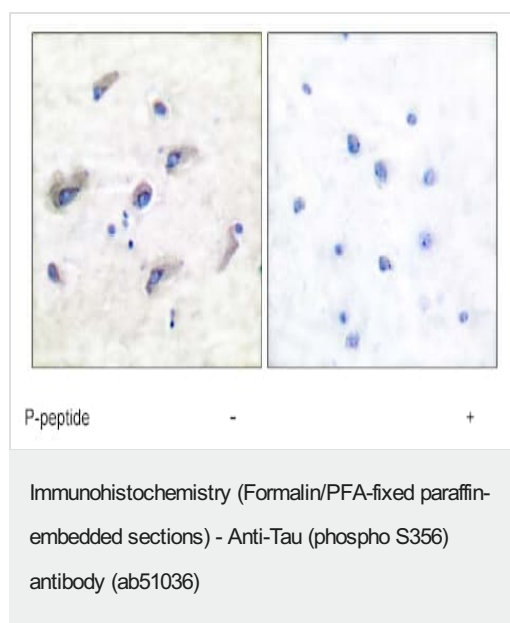 P-peptide - +
Immunohistochemistry (Formalin/PFA-fixed paraffin-
embedded sections) - Anti-Tau (phospho S356)
antibody (ab51036)